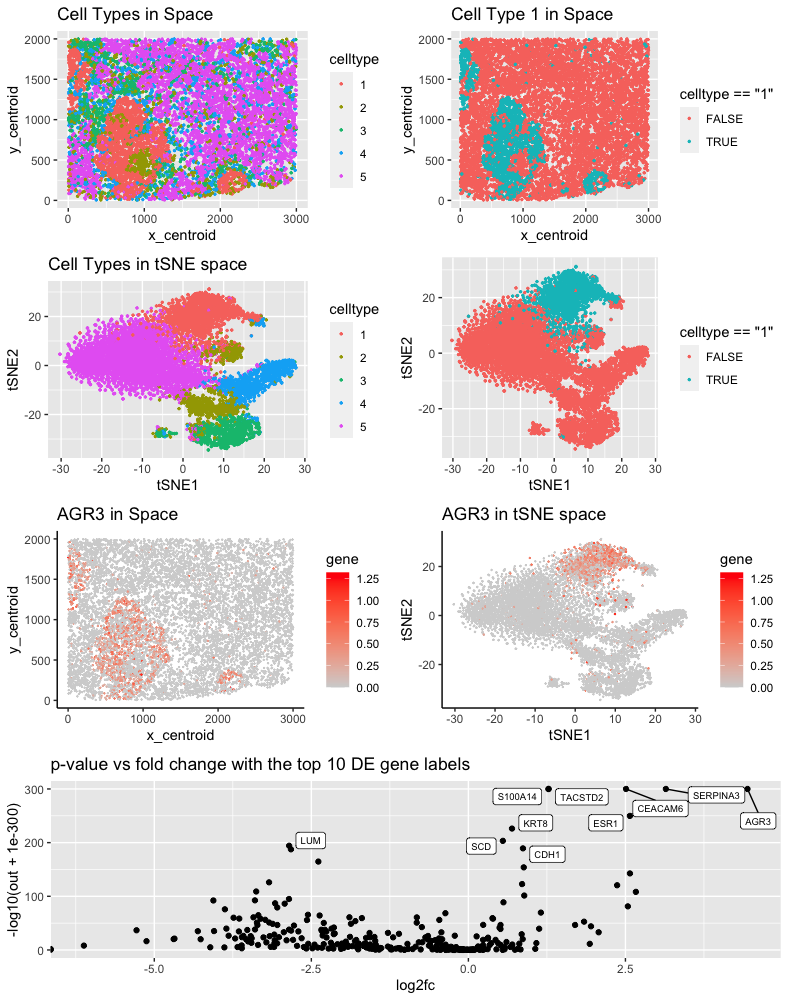 Cell Types in Space
2000
1500
1000
500
0
y_centroid
0 1000 2000 3000
x_centroid
celltype
1
2
3
4
5
Cell Type 1 in Space
2000
1500
1000
500
0
y_centroid
0 1000 2000 3000
x_centroid
celltype == "1"
FALSE
TRUE
Cell Types in tSNE space
20
0
-20
tSNE2
-30 -20 -10 0 10 20 30
tSNE1
celltype
1
2
3
4
5
20
0
-20
tSNE2
-30 -20 -10 0 10 20 30
tSNE1
celltype == "1"
FALSE
TRUE
AGR3 in Space
2000
1500
1000
500
0
y_centroid
0 1000 2000 3000
x_centroid
gene
1.25
1.00
0.75
0.50
0.25
0.00
AGR3 in tSNE space
20
0
-20
tSNE2
-30 -20 -10 0 10 20 30
tSNE1
gene
1.25
1.00
0.75
0.50
0.25
0.00
p-value vs fold change with the top 10 DE gene labels
300
200
100
0
-log10(out + 1e-300)
S100A14
TACSTD2
SERPINA3
CEACAM6
AGR3
KRT8
ESR1
LUM
SCD
CDH1
-5.0 -2.5 0.0 2.5
log2fc